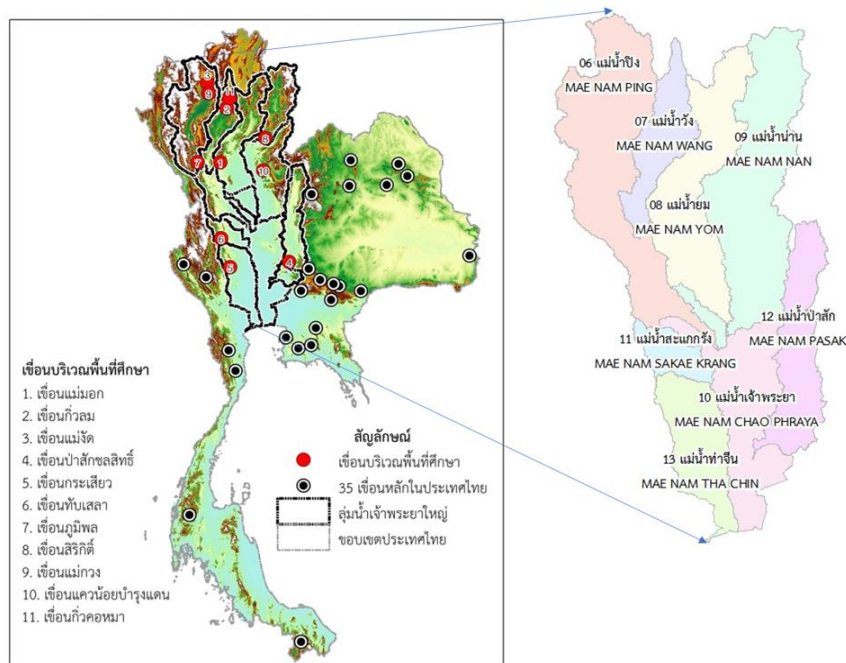 เขื่อนบริเวณพื้นที่ศึกษา
1. เขื่อนแม่มอก
2. เขื่อนกิ่วลม
3. เขื่อนแม่งัด
4. เขื่อนป่าสักชลสิทธิ์
5. เขื่อนกระเสียว
6. เขื่อนทับเสลา
7. เขื่อนภูมิพล
8. เขื่อนสิริกิติ์
9. เขื่อนแม่กวง
10. เขื่อนแควน้อยบำรุงแดน
11. เขื่อนกิ่วคอหมา
3
9
11
2
8
7
1
10
6
5
4
สัญลักษณ์
เขื่อนบริเวณพื้นที่ศึกษา
35 เขื่อนหลักในประเทศไทย
ลุ่มน้ำเจ้าพระยาใหญ่
ขอบเขตประเทศไทย
06 แม่น้ำปิง
MAE NAM PING
07 แม่น้ำวัง
MAE NAM WANG
09 แม่น้ำน่าน
MAE NAM NAN
08 แม่น้ำยม
MAE NAM YOM
12 แม่น้ำป่าสัก
MAE NAM PASAK
11 แม่น้ำสะแกกรัง
MAE NAM SAKAE KRANG
10 แม่น้ำเจ้าพระยา
MAE NAM CHAO PHRAYA
13 แม่น้ำท่าจีน
MAE NAM THA CHIN